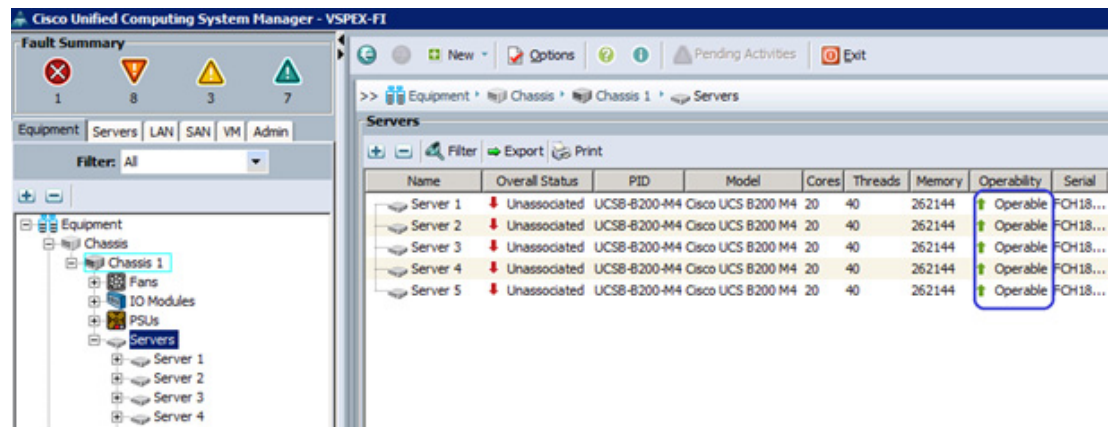 Cisco Unified Computing System Manager - VSPEX-FI
Fault Summary
1 8 3 7
New Options Pending Activities Exit
>> Equipment Chassis Chassis 1 Servers
Equipment Servers LAN SAN VM Admin
Filter: All
Servers
Filter Export Print
Name Overall Status PID Model Cores Threads Memory Operability Serial
Server 1 Unassociated UCSB-B200-M4 Cisco UCS B200 M4 20 40 262144 Operable FCH18...
Server 2 Unassociated UCSB-B200-M4 Cisco UCS B200 M4 20 40 262144 Operable FCH18...
Server 3 Unassociated UCSB-B200-M4 Cisco UCS B200 M4 20 40 262144 Operable FCH18...
Server 4 Unassociated UCSB-B200-M4 Cisco UCS B200 M4 20 40 262144 Operable FCH18...
Server 5 Unassociated UCSB-B200-M4 Cisco UCS B200 M4 20 40 262144 Operable FCH18...
Equipment
Chassis
Chassis 1
Fans
IO Modules
PSUs
Servers
Server 1
Server 2
Server 3
Server 4